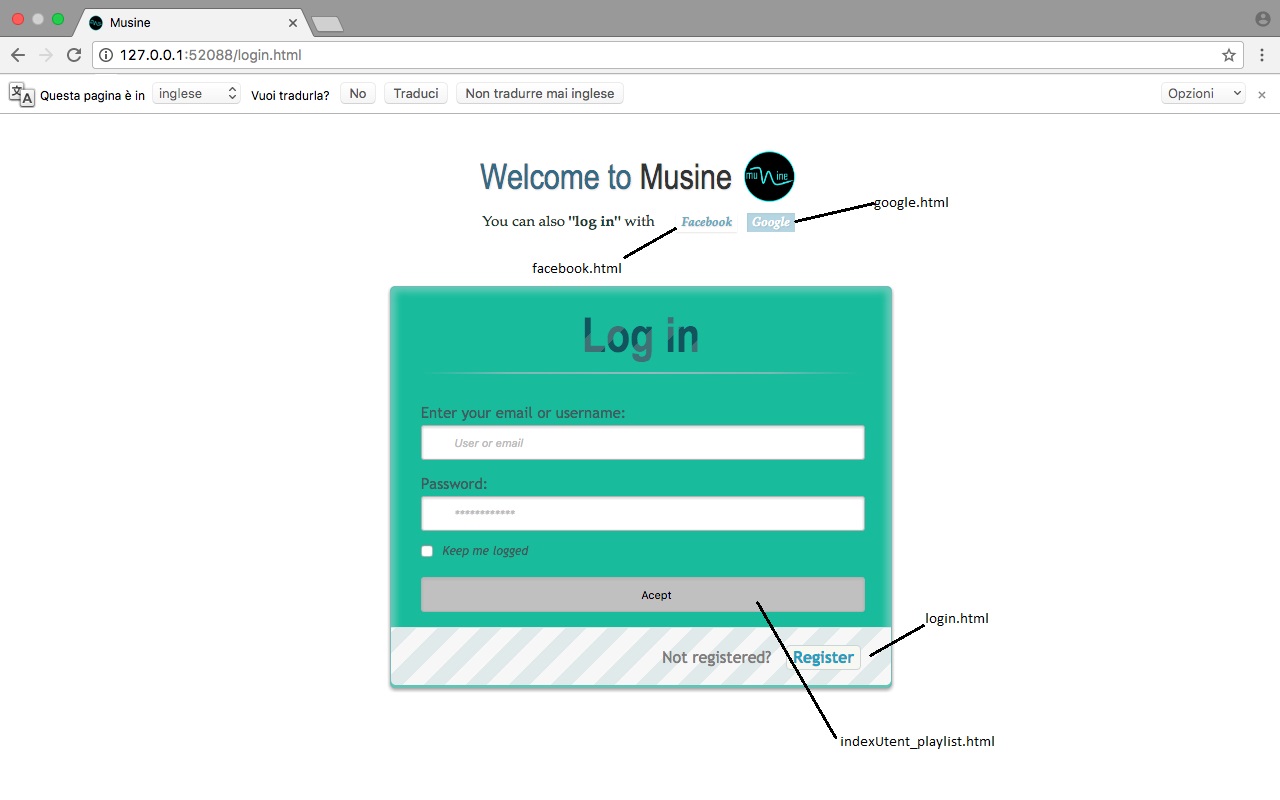 Musine
127.0.0.1:52088/login.html
Questa pagina è in inglese Vuoi tradurla? No Traduci Non tradurre mai inglese Opzioni
Welcome to Musine muNine
You can also "log in" with Facebook Google
google.html
facebook.html
Log in
Enter your email or username:
User or email
Password:
************
Keep me logged
Acept
login.html
Not registered? Register
indexUtent_playlist.html